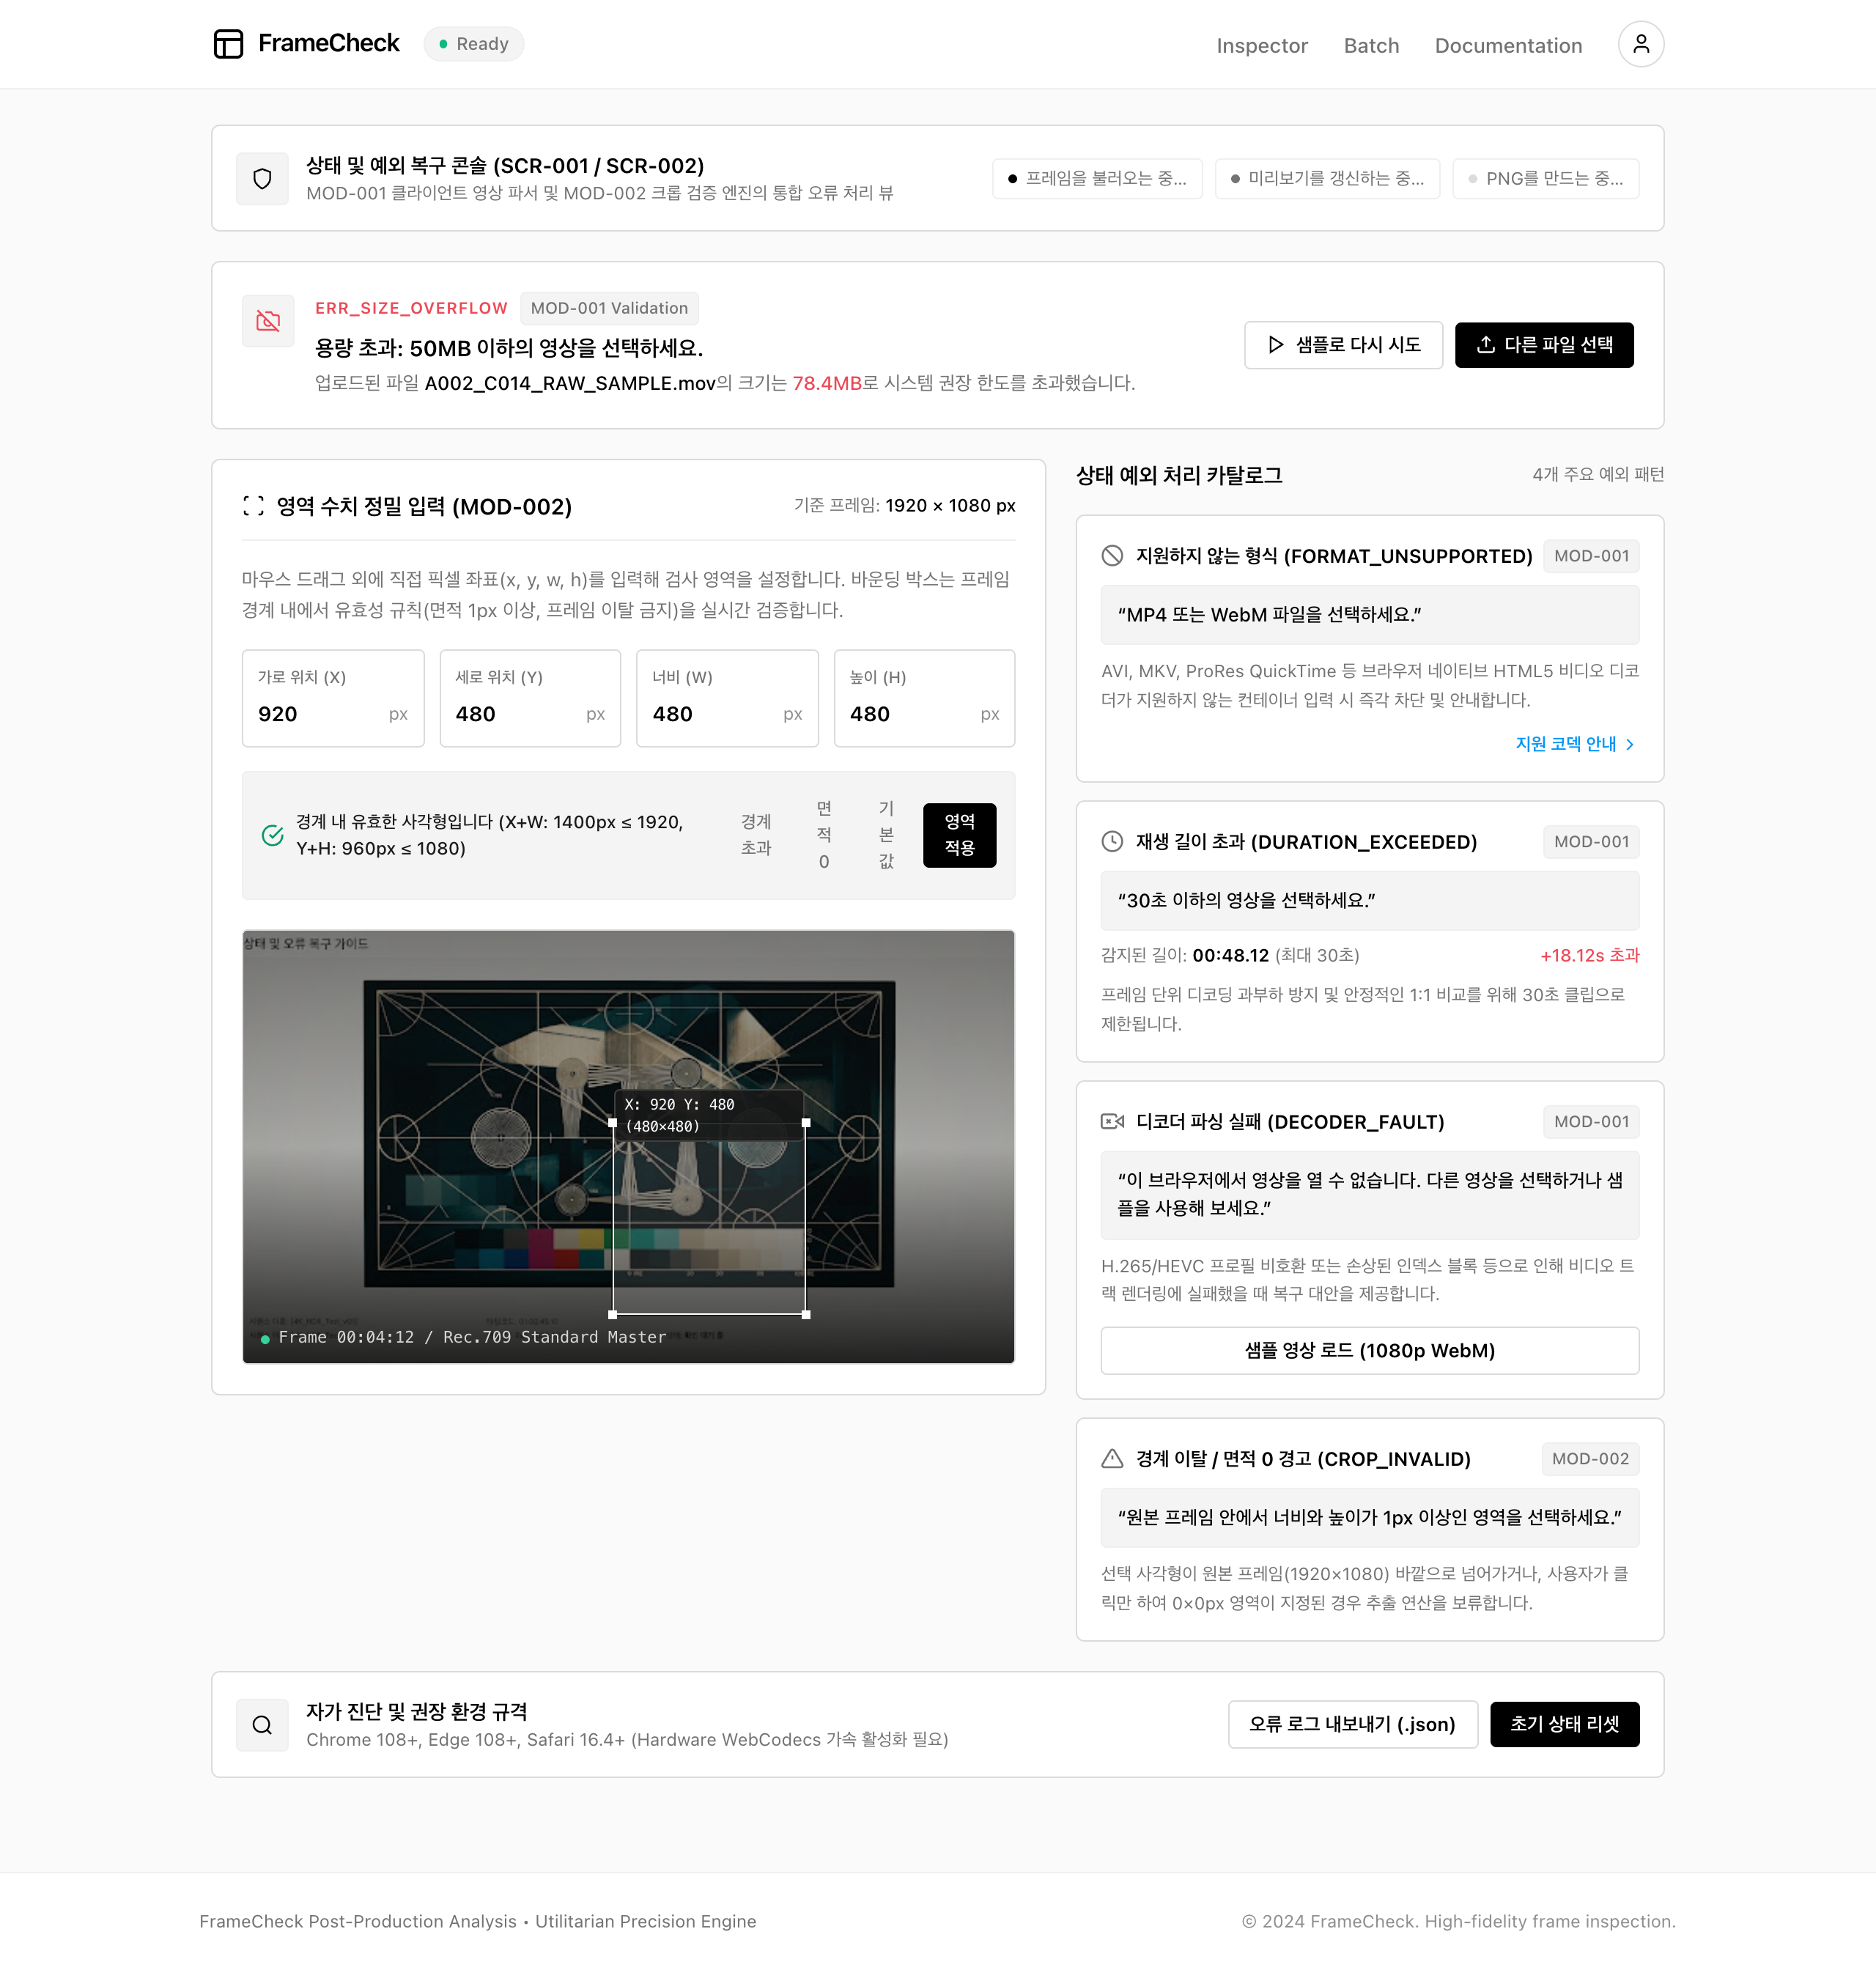 FrameCheck
Ready
Inspector
Batch
Documentation
상태 및 예외 복구 콘솔 (SCR-001 / SCR-002)
MOD-001 클라이언트 영상 파서 및 MOD-002 크롭 검증 엔진의 통합 오류 처리 뷰
프레임을 불러오는 중...
미리보기를 갱신하는 중...
PNG를 만드는 중...
ERR_SIZE_OVERFLOW
MOD-001 Validation
용량 초과: 50MB 이하의 영상을 선택하세요.
업로드된 파일 A002_C014_RAW_SAMPLE.mov의 크기는 78.4MB로 시스템 권장 한도를 초과했습니다.
샘플로 다시 시도
다른 파일 선택
영역 수치 정밀 입력 (MOD-002)
기준 프레임: 1920 × 1080 px
마우스 드래그 외에 직접 픽셀 좌표(x, y, w, h)를 입력해 검사 영역을 설정합니다. 바운딩 박스는 프레임
경계 내에서 유효성 규칙(면적 1px 이상, 프레임 이탈 금지)을 실시간 검증합니다.
가로 위치 (X)
920 px
세로 위치 (Y)
480 px
너비 (W)
480 px
높이 (H)
480 px
경계 내 유효한 사각형입니다 (X+W: 1400px ≤ 1920,
Y+H: 960px ≤ 1080)
경계
초과
면
적
0
기
본
값
영역
적용
상태 및 오류 복구 가이드
X: 920 Y: 480
(480×480)
Frame 00:04:12 / Rec.709 Standard Master
상태 예외 처리 카탈로그
4개 주요 예외 패턴
지원하지 않는 형식 (FORMAT_UNSUPPORTED)
MOD-001
“MP4 또는 WebM 파일을 선택하세요.”
AVI, MKV, ProRes QuickTime 등 브라우저 네이티브 HTML5 비디오 디코
더가 지원하지 않는 컨테이너 입력 시 즉각 차단 및 안내합니다.
지원 코덱 안내
재생 길이 초과 (DURATION_EXCEEDED)
MOD-001
“30초 이하의 영상을 선택하세요.”
감지된 길이: 00:48.12 (최대 30초)
+18.12s 초과
프레임 단위 디코딩 과부하 방지 및 안정적인 1:1 비교를 위해 30초 클립으로
제한됩니다.
디코더 파싱 실패 (DECODER_FAULT)
MOD-001
“이 브라우저에서 영상을 열 수 없습니다. 다른 영상을 선택하거나 샘
플을 사용해 보세요.”
H.265/HEVC 프로필 비호환 또는 손상된 인덱스 블록 등으로 인해 비디오 트
랙 렌더링에 실패했을 때 복구 대안을 제공합니다.
샘플 영상 로드 (1080p WebM)
경계 이탈 / 면적 0 경고 (CROP_INVALID)
MOD-002
“원본 프레임 안에서 너비와 높이가 1px 이상인 영역을 선택하세요.”
선택 사각형이 원본 프레임(1920×1080) 바깥으로 넘어가거나, 사용자가 클
릭만 하여 0×0px 영역이 지정된 경우 추출 연산을 보류합니다.
자가 진단 및 권장 환경 규격
Chrome 108+, Edge 108+, Safari 16.4+ (Hardware WebCodecs 가속 활성화 필요)
오류 로그 내보내기 (.json)
초기 상태 리셋
FrameCheck Post-Production Analysis • Utilitarian Precision Engine
© 2024 FrameCheck. High-fidelity frame inspection.